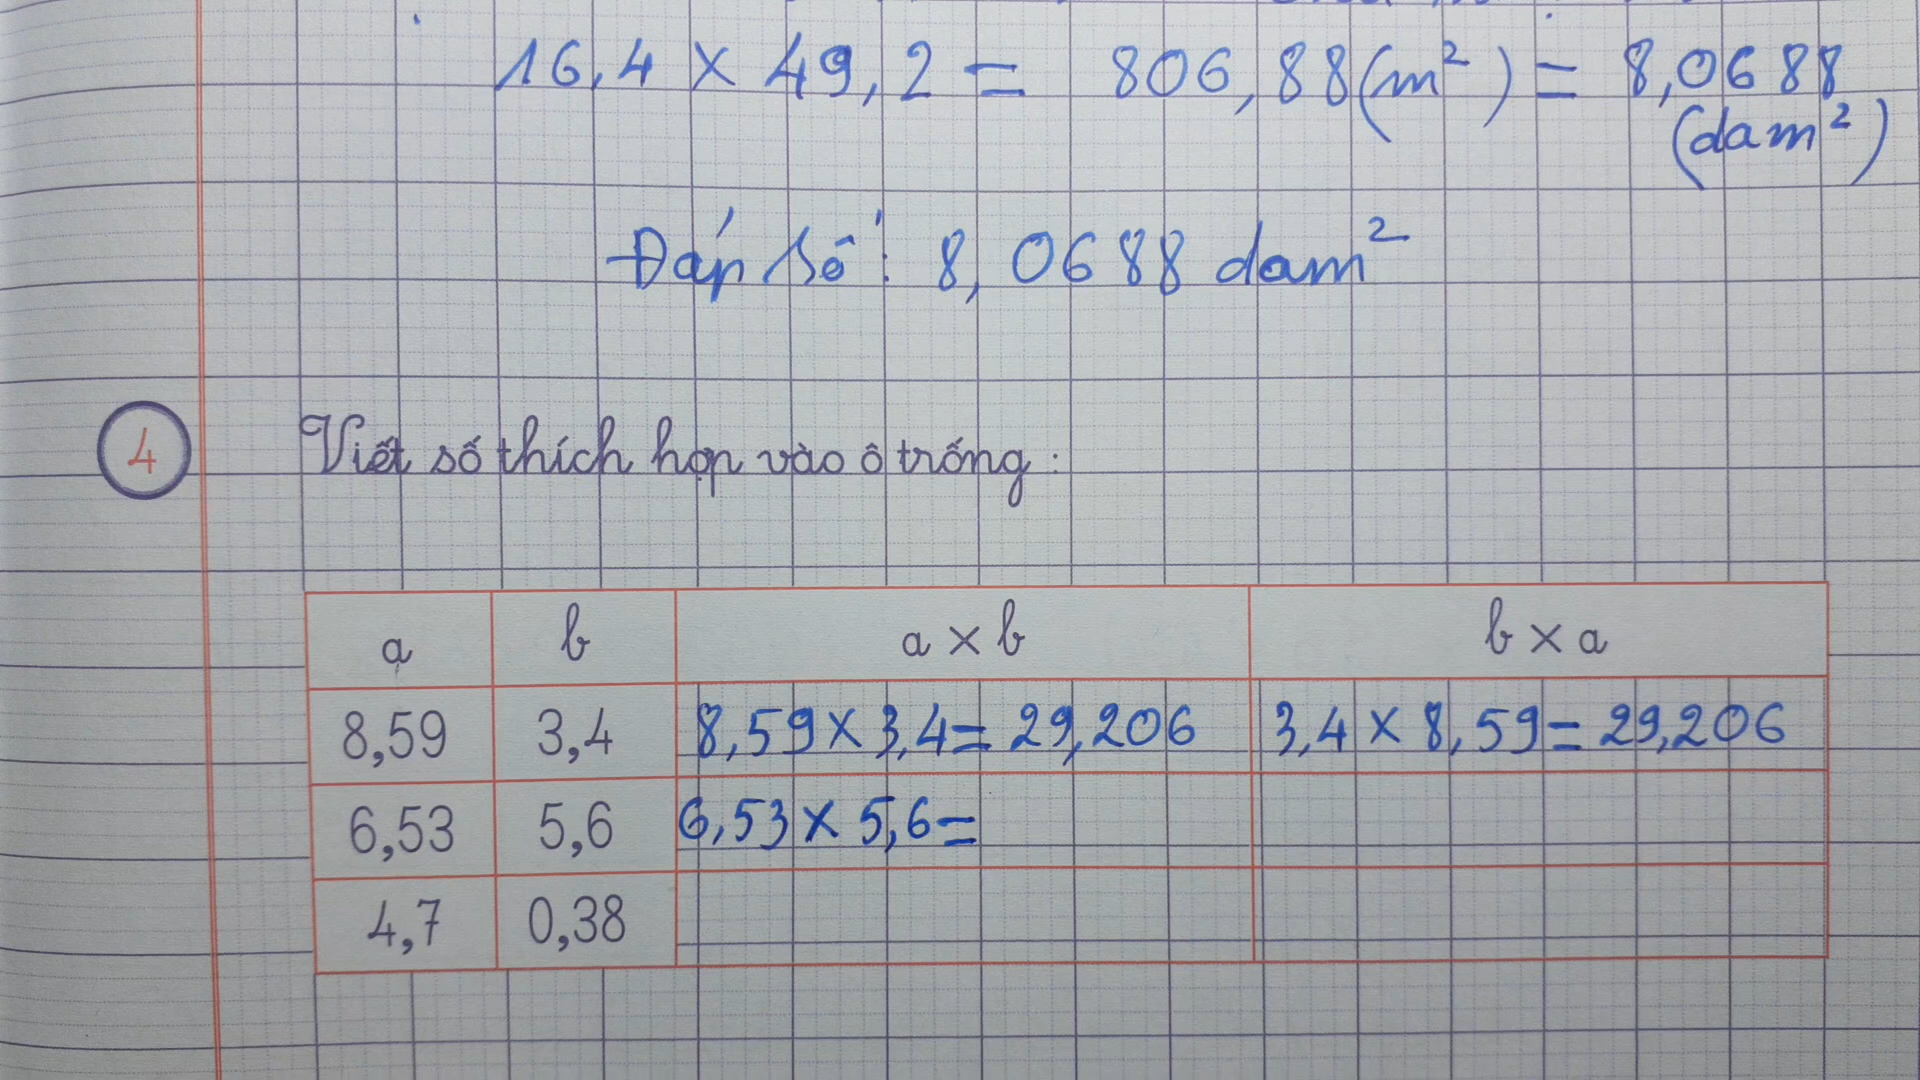 16,4 × 49,2 = 806,88(m²) = 8,0688
(dam²)
Đáp số: 8,0688 dam²
4 Viết số thích hợp vào ô trống:
a b a × b b × a
8,59 3,4 8,59 × 3,4 = 29,206 3,4 × 8,59 = 29,206
6,53 5,6 6,53 × 5,6 =
4,7 0,38